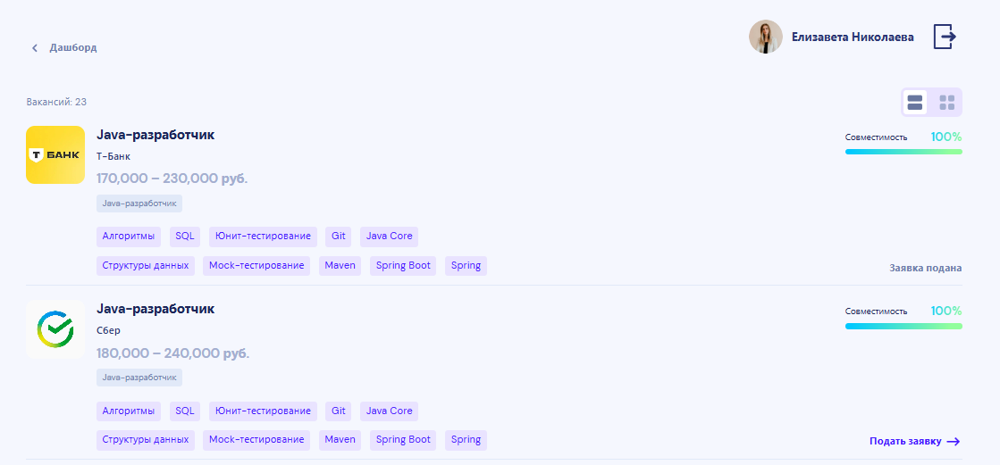 Дашборд
Елизавета Николаева
Вакансий: 23
Т БАНК
Java-разработчик
Т-Банк
170,000 – 230,000 руб.
Java-разработчик
Алгоритмы SQL Юнит-тестирование Git Java Core
Структуры данных Mock-тестирование Maven Spring Boot Spring
Совместимость 100%
Заявка подана
Java-разработчик
Сбер
180,000 – 240,000 руб.
Java-разработчик
Алгоритмы SQL Юнит-тестирование Git Java Core
Структуры данных Mock-тестирование Maven Spring Boot Spring
Совместимость 100%
Подать заявку →